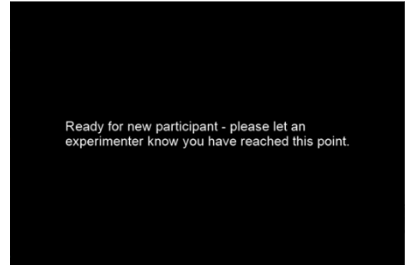 Ready for new participant - please let an
experimenter know you have reached this point.